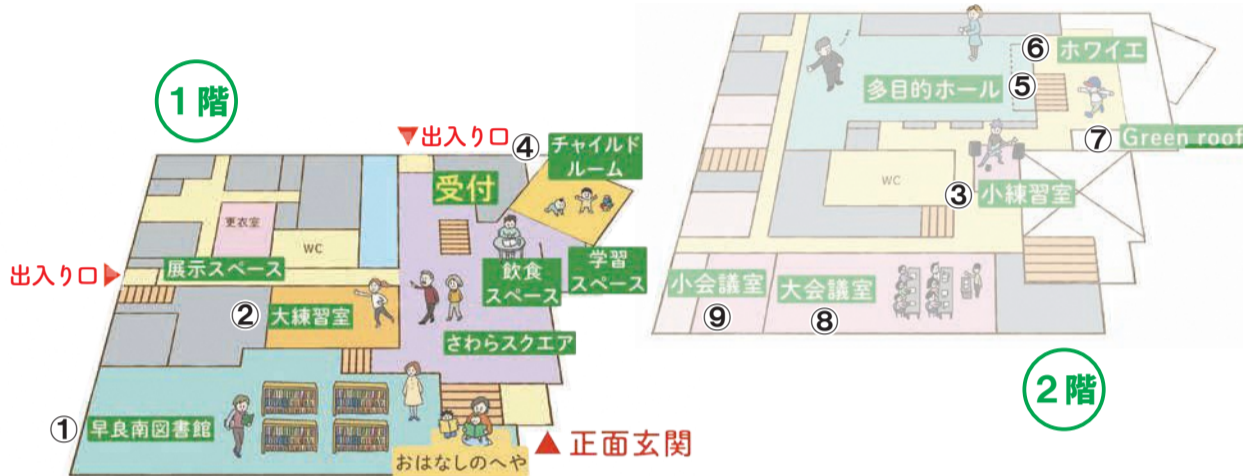 1階
▼出入り口
④
チャイルド
ルーム
受付
更衣室
WC
出入り口▶
展示スペース
飲食
スペース
学習
スペース
②
大練習室
さわらスクエア
①
早良南図書館
おはなしのへや
▲正面玄関
⑥
ホワイエ
多目的ホール
⑤
⑦
Green roof
WC
③
小練習室
小会議室
大会議室
⑨
⑧
2階